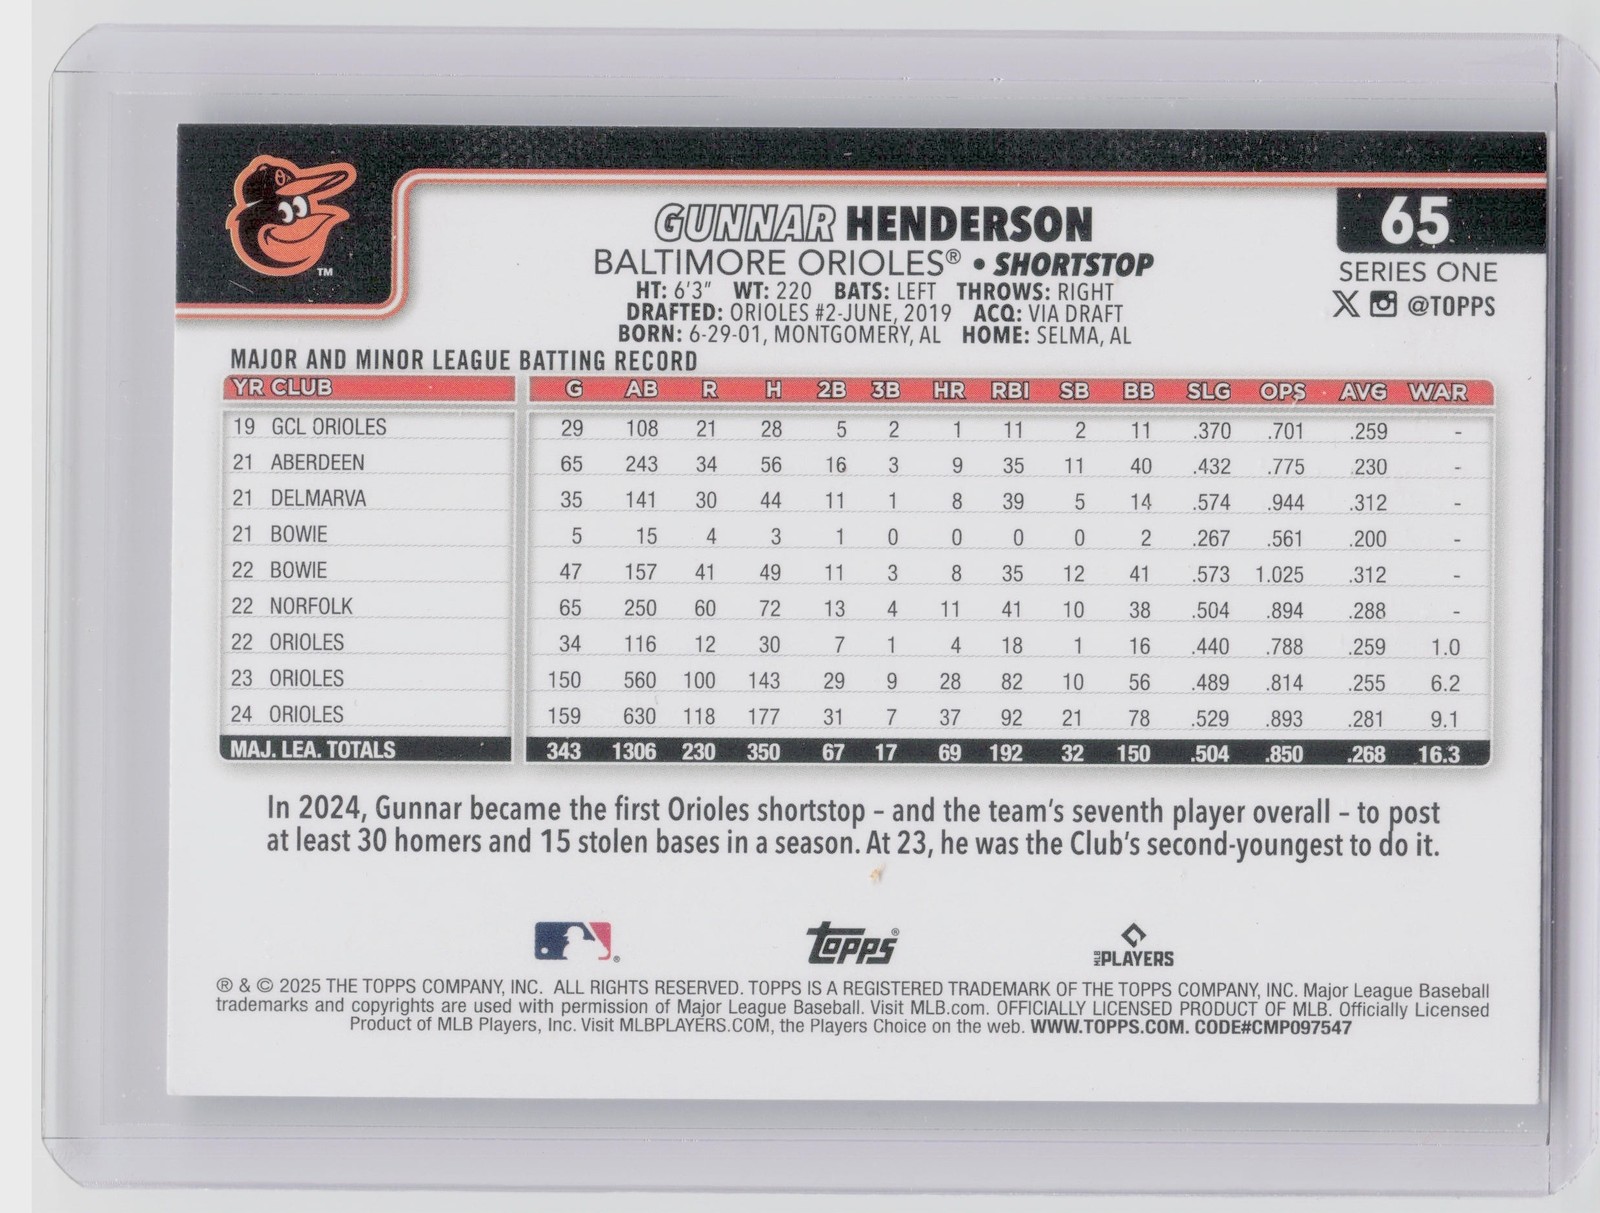 65
GUNNAR HENDERSON
BALTIMORE ORIOLES® • SHORTSTOP
SERIES ONE
@TOPPS
HT: 6'3" WT: 220 BATS: LEFT THROWS: RIGHT
DRAFTED: ORIOLES #2-JUNE, 2019 ACQ: VIA DRAFT
BORN: 6-29-01, MONTGOMERY, AL HOME: SELMA, AL
TM
MAJOR AND MINOR LEAGUE BATTING RECORD
YR CLUB G AB R H 2B 3B HR RBI SB BB SLG OPS AVG WAR
19 GCL ORIOLES 29 108 21 28 5 2 1 11 2 11 .370 .701 .259 -
21 ABERDEEN 65 243 34 56 16 3 9 35 11 40 .432 .775 .230 -
21 DELMARVA 35 141 30 44 11 1 8 39 5 14 .574 .944 .312 -
21 BOWIE 5 15 4 3 1 0 0 0 0 2 .267 .561 .200 -
22 BOWIE 47 157 41 49 11 3 8 35 12 41 .573 1.025 .312 -
22 NORFOLK 65 250 60 72 13 4 11 41 10 38 .504 .894 .288 -
22 ORIOLES 34 116 12 30 7 1 4 18 1 16 .440 .788 .259 1.0
23 ORIOLES 150 560 100 143 29 9 28 82 10 56 .489 .814 .255 6.2
24 ORIOLES 159 630 118 177 31 7 37 92 21 78 .529 .893 .281 9.1
MAJ. LEA. TOTALS 343 1306 230 350 67 17 69 192 32 150 .504 .850 .268 16.3
In 2024, Gunnar became the first Orioles shortstop – and the team's seventh player overall – to post
at least 30 homers and 15 stolen bases in a season. At 23, he was the Club's second-youngest to do it.
Topps®
MLB PLAYERS
® & © 2025 THE TOPPS COMPANY, INC. ALL RIGHTS RESERVED. TOPPS IS A REGISTERED TRADEMARK OF THE TOPPS COMPANY, INC. Major League Baseball
trademarks and copyrights are used with permission of Major League Baseball. Visit MLB.com. OFFICIALLY LICENSED PRODUCT OF MLB. Officially Licensed
Product of MLB Players, Inc. Visit MLBPLAYERS.COM, the Players Choice on the web. WWW.TOPPS.COM. CODE#CMP097547